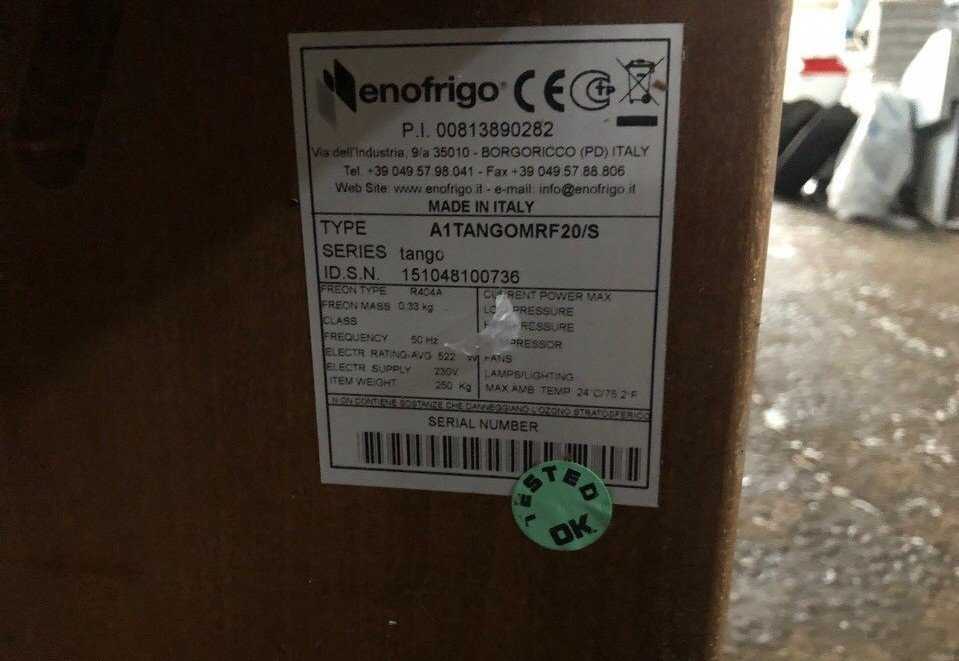 enofrigo CE
P.I. 00813890282
Via dell'Industria, 9/a 35010 - BORGORICCO (PD) ITALY
Tel. +39 049 57 98.041 - Fax +39 049 57 88.806
Web Site: www.enofrigo.it - e-mail: info@enofrigo.it
MADE IN ITALY
TYPE A1TANGOMRF20/S
SERIES tango
ID.S.N. 151048100736
FREON TYPE R404A
FREON MASS 0,33 kg
CLASS
FREQUENCY 50 Hz
ELECTR RATING-AVG 522 W
ELECTR SUPPLY 230V
ITEM WEIGHT 250 Kg
CURRENT POWER MAX
PRESSURE
PRESSURE
FANS
LAMPS/LIGHTING
MAX AMB TEMP 24°C/75,2°F
NON CONTIENE SOSTANZE CHE DANNEGGIANO L'OZONO STRATOSFERICO
SERIAL NUMBER
TESTED
OK